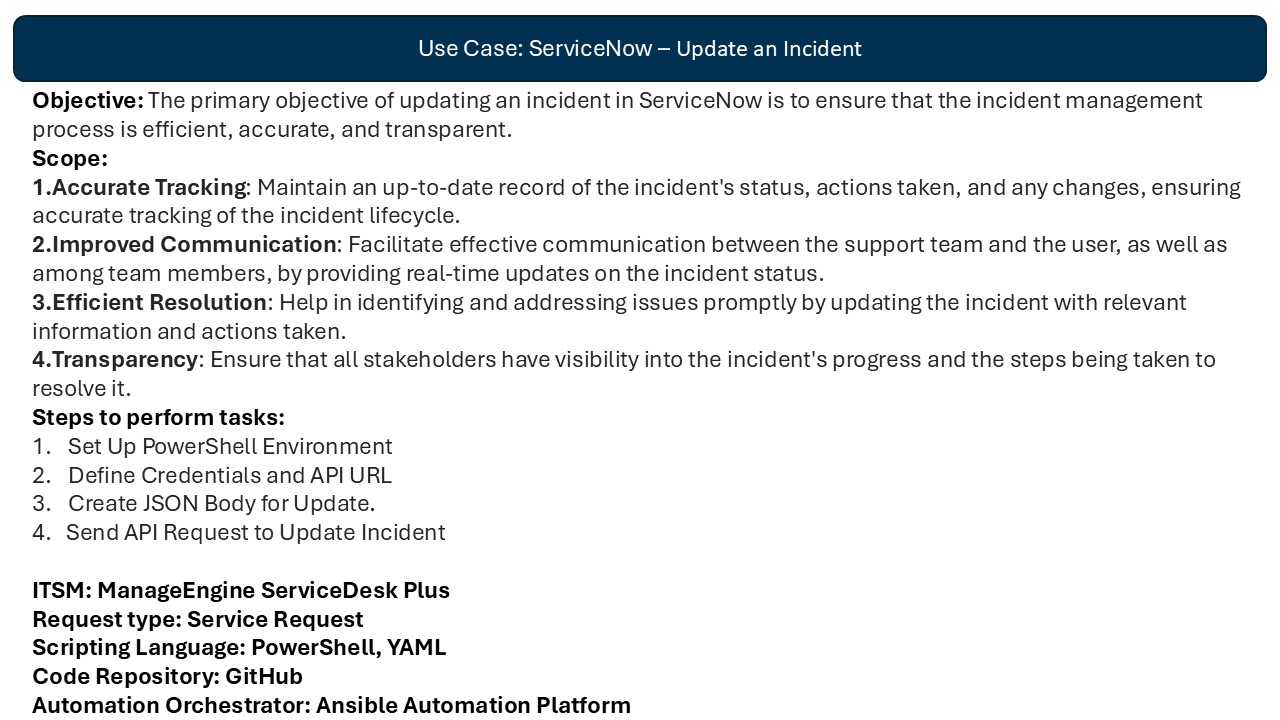 Use Case: ServiceNow – Update an Incident
Objective: The primary objective of updating an incident in ServiceNow is to ensure that the incident management
process is efficient, accurate, and transparent.
Scope:
1.Accurate Tracking: Maintain an up-to-date record of the incident's status, actions taken, and any changes, ensuring
accurate tracking of the incident lifecycle.
2.Improved Communication: Facilitate effective communication between the support team and the user, as well as
among team members, by providing real-time updates on the incident status.
3.Efficient Resolution: Help in identifying and addressing issues promptly by updating the incident with relevant
information and actions taken.
4.Transparency: Ensure that all stakeholders have visibility into the incident's progress and the steps being taken to
resolve it.
Steps to perform tasks:
1. Set Up PowerShell Environment
2. Define Credentials and API URL
3. Create JSON Body for Update.
4. Send API Request to Update Incident
ITSM: ManageEngine ServiceDesk Plus
Request type: Service Request
Scripting Language: PowerShell, YAML
Code Repository: GitHub
Automation Orchestrator: Ansible Automation Platform